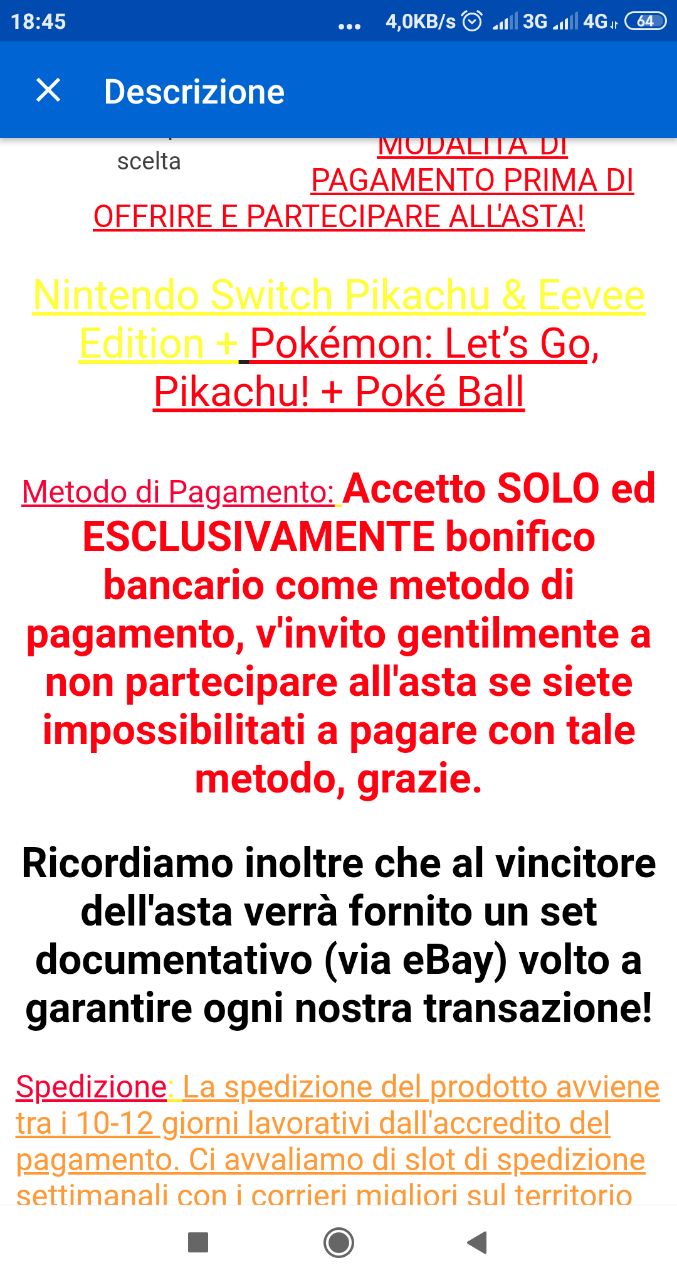 18:45 ... 4,0KB/s 3G 4G 64
Descrizione
scelta
MODALITA' DI
PAGAMENTO PRIMA DI
OFFRIRE E PARTECIPARE ALL'ASTA!
Nintendo Switch Pikachu & Eevee
Edition + Pokémon: Let’s Go,
Pikachu! + Poké Ball
Metodo di Pagamento: Accetto SOLO ed
ESCLUSIVAMENTE bonifico
bancario come metodo di
pagamento, v'invito gentilmente a
non partecipare all'asta se siete
impossibilitati a pagare con tale
metodo, grazie.
Ricordiamo inoltre che al vincitore
dell'asta verrà fornito un set
documentativo (via eBay) volto a
garantire ogni nostra transazione!
Spedizione: La spedizione del prodotto avviene
tra i 10-12 giorni lavorativi dall'accredito del
pagamento. Ci avvaliamo di slot di spedizione
settimanali con i corrieri migliori sul territorio